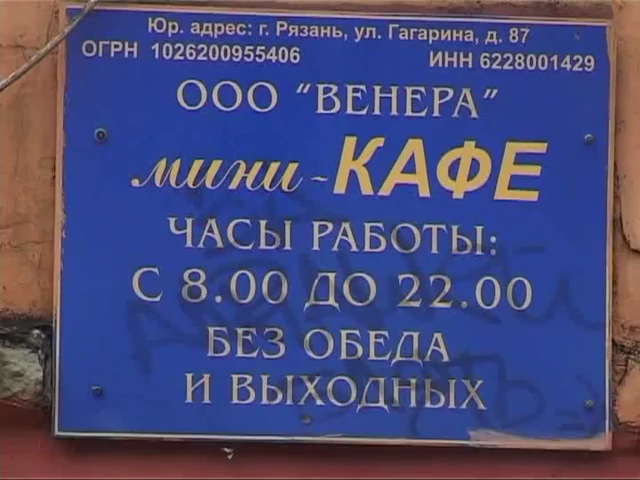 Юр. адрес: г. Рязань, ул. Гагарина, д. 87
ОГРН 1026200955406 ИНН 6228001429
ООО “ВЕНЕРА”
мини-КАФЕ
ЧАСЫ РАБОТЫ:
С 8.00 ДО 22.00
БЕЗ ОБЕДА
И ВЫХОДНЫХ